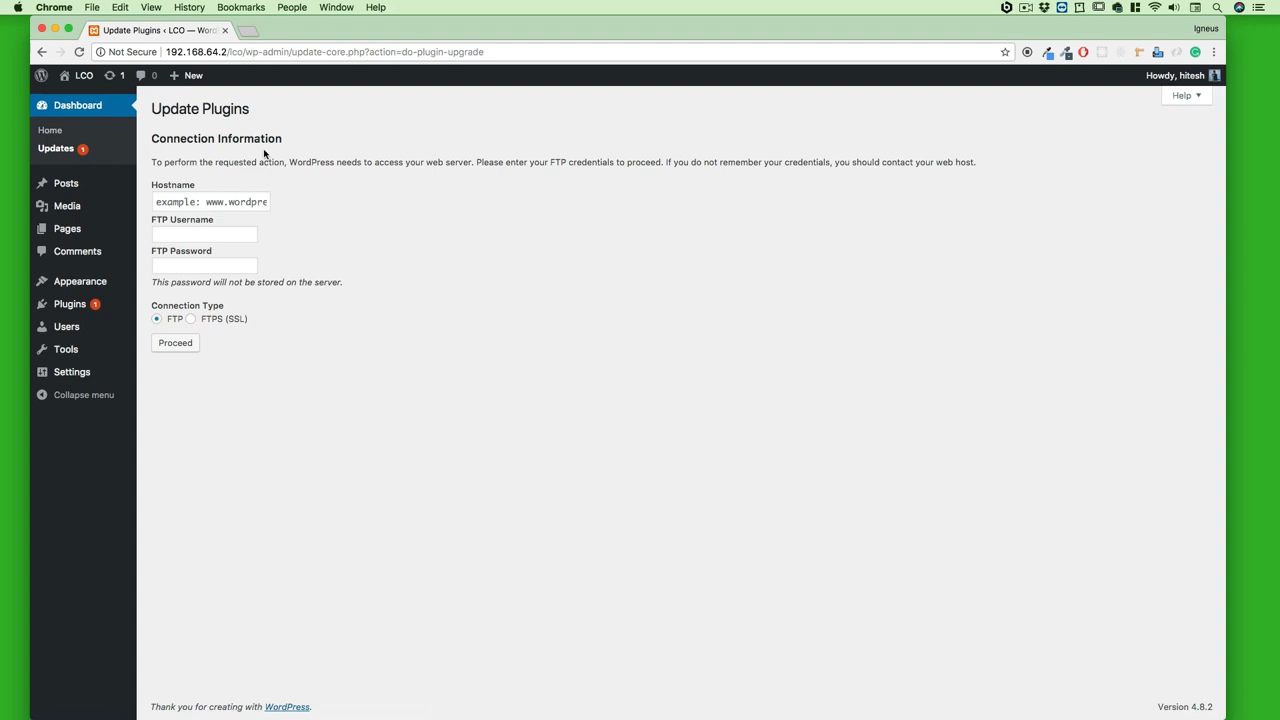 Chrome File Edit View History Bookmarks People Window Help
Update Plugins ‹ LCO — Word
Igneus
Not Secure 192.168.64.2/lco/wp-admin/update-core.php?action=do-plugin-upgrade
LCO 1 0 New Howdy, hitesh
Help
Dashboard
Home
Updates 1
Posts
Media
Pages
Comments
Appearance
Plugins 1
Users
Tools
Settings
Collapse menu
Update Plugins
Connection Information
To perform the requested action, WordPress needs to access your web server. Please enter your FTP credentials to proceed. If you do not remember your credentials, you should contact your web host.
Hostname
example: www.wordpre
FTP Username
FTP Password
This password will not be stored on the server.
Connection Type
FTP FTPS (SSL)
Proceed
Thank you for creating with WordPress.
Version 4.8.2